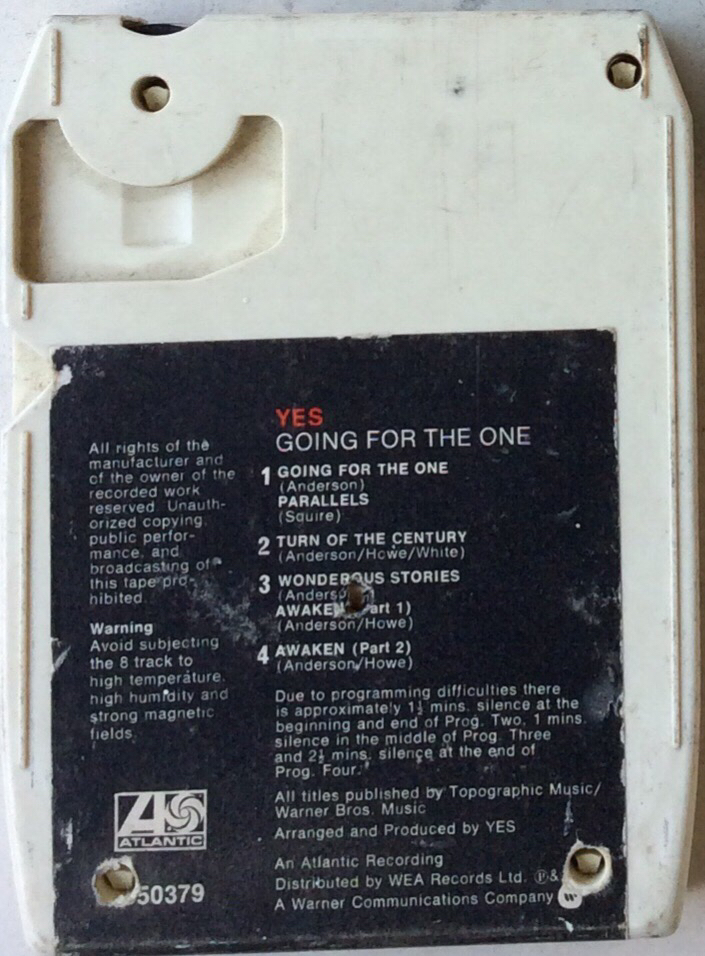 YES
GOING FOR THE ONE
1 GOING FOR THE ONE
(Anderson)
PARALLELS
(Squire)
2 TURN OF THE CENTURY
(Anderson/Howe/White)
3 WONDEROUS STORIES
(Anders
AWAKEN art 1)
(Anderson/Howe)
4 AWAKEN (Part 2)
(Anderson/Howe)
Due to programming difficulties there
is approximately 1½ mins. silence at the
beginning and end of Prog. Two, 1 mins.
silence in the middle of Prog. Three
and 2½ mins. silence at the end of
Prog. Four.
All titles published by Topographic Music/
Warner Bros. Music
Arranged and Produced by YES
An Atlantic Recording
Distributed by WEA Records Ltd. ℗&
A Warner Communications Company
All rights of the
manufacturer and
of the owner of the
recorded work
reserved. Unauth-
orized copying,
public perfor-
mance, and
broadcasting of
this tape pro-
hibited.
Warning
Avoid subjecting
the 8 track to
high temperature,
high humidity and
strong magnetic
fields.
ATLANTIC
50379